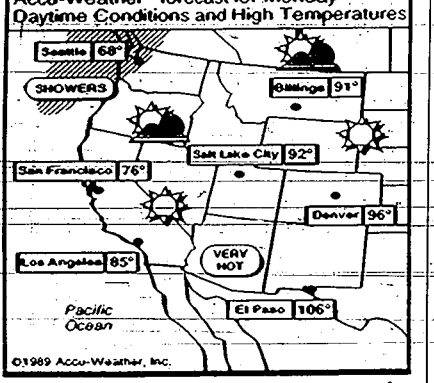 Accu-Weather® forecast for Monday
Daytime Conditions and High Temperatures
Seattle 68°
SHOWERS
Billings 91°
Salt Lake City 92°
San Francisco 76°
Denver 96°
Los Angeles 85°
VERY
HOT
El Paso 106°
Pacific
Ocean
©1989 Accu-Weather, Inc.